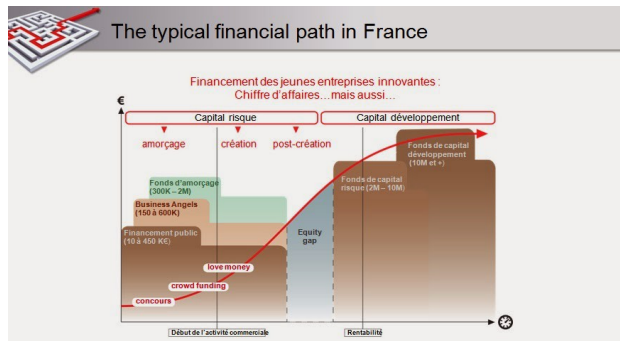 The typical financial path in France
Financement des jeunes entreprises innovantes :
Chiffre d'affaires…mais aussi…
€
Capital risque
Capital développement
amorçage
création
post-création
Fonds de capital
développement
(10M et +)
Fonds d'amorçage
(300K – 2M)
Fonds de capital
risque (2M – 10M)
Business Angels
(150 à 600K)
Financement public
(10 à 450 K€)
Equity
gap
love money
crowd funding
concours
Début de l'activité commerciale
Rentabilité